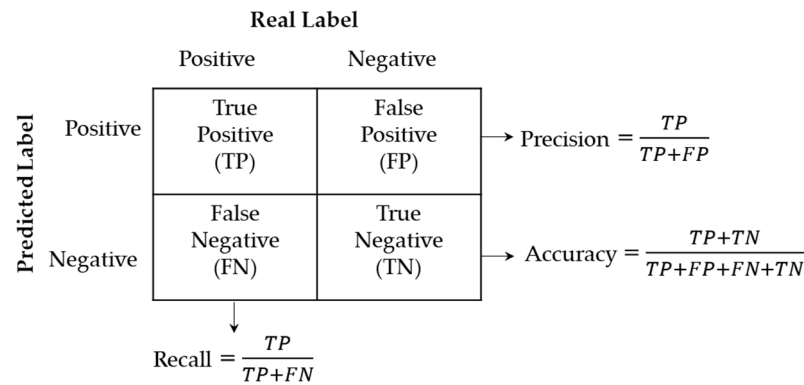 Real Label
Positive Negative
Predicted Label
Positive
True
Positive
(TP)
False
Positive
(FP)
Precision = TP / TP+FP
Negative
False
Negative
(FN)
True
Negative
(TN)
Accuracy = TP+TN / TP+FP+FN+TN
Recall = TP / TP+FN